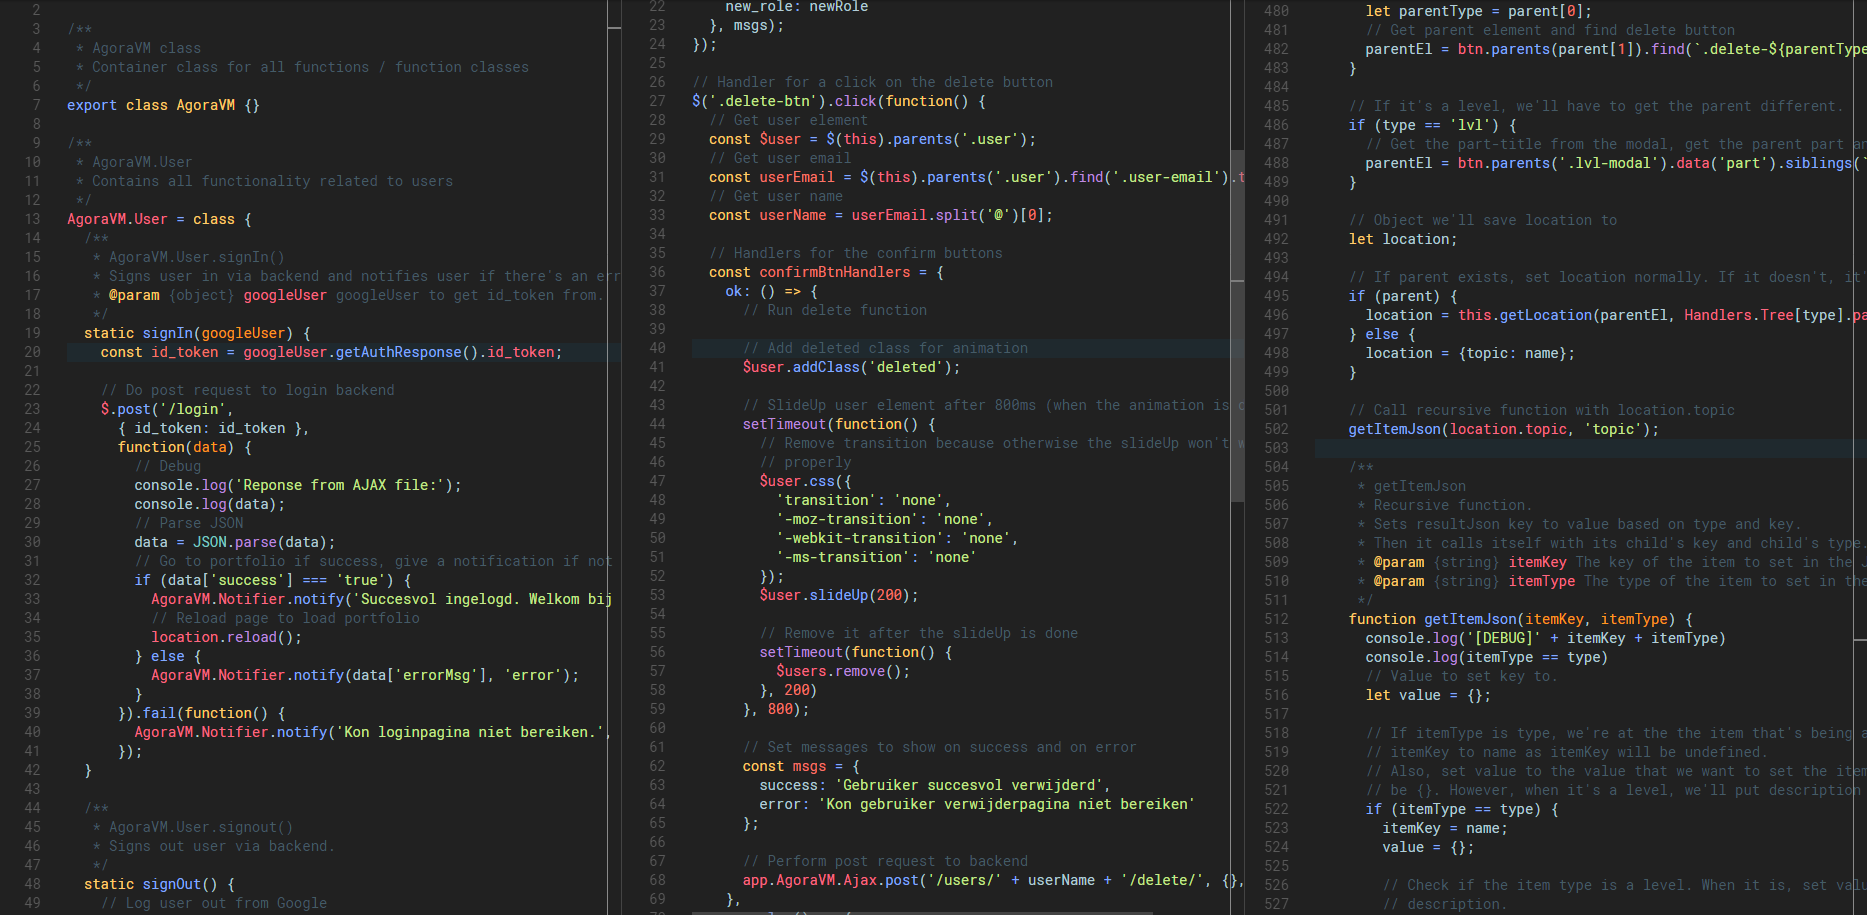 2
3 /**
4 * AgoraVM class
5 * Container class for all functions / function classes
6 */
7 export class AgoraVM {}
8
9 /**
10 * AgoraVM.User
11 * Contains all functionality related to users
12 */
13 AgoraVM.User = class {
14 /**
15 * AgoraVM.User.signIn()
16 * Signs user in via backend and notifies user if there's an err
17 * @param {object} googleUser googleUser to get id_token from.
18 */
19 static signIn(googleUser) {
20 const id_token = googleUser.getAuthResponse().id_token;
21
22 // Do post request to login backend
23 $.post('/login',
24 { id_token: id_token },
25 function(data) {
26 // Debug
27 console.log('Reponse from AJAX file:');
28 console.log(data);
29 // Parse JSON
30 data = JSON.parse(data);
31 // Go to portfolio if success, give a notification if not
32 if (data['success'] === 'true') {
33 AgoraVM.Notifier.notify('Succesvol ingelogd. Welkom bij
34 // Reload page to load portfolio
35 location.reload();
36 } else {
37 AgoraVM.Notifier.notify(data['errorMsg'], 'error');
38 }
39 }).fail(function() {
40 AgoraVM.Notifier.notify('Kon loginpagina niet bereiken.',
41 });
42 }
43
44 /**
45 * AgoraVM.User.signout()
46 * Signs out user via backend.
47 */
48 static signOut() {
49 // Log user out from Google
22 new_role: newRole
23 }, msgs);
24 });
25
26 // Handler for a click on the delete button
27 $('.delete-btn').click(function() {
28 // Get user element
29 const $user = $(this).parents('.user');
30 // Get user email
31 const userEmail = $(this).parents('.user').find('.user-email').t
32 // Get user name
33 const userName = userEmail.split('@')[0];
34
35 // Handlers for the confirm buttons
36 const confirmBtnHandlers = {
37 ok: () => {
38 // Run delete function
39
40 // Add deleted class for animation
41 $user.addClass('deleted');
42
43 // SlideUp user element after 800ms (when the animation is
44 setTimeout(function() {
45 // Remove transition because otherwise the slideUp won't w
46 // properly
47 $user.css({
48 'transition': 'none',
49 '-moz-transition': 'none',
50 '-webkit-transition': 'none',
51 '-ms-transition': 'none'
52 });
53 $user.slideUp(200);
54
55 // Remove it after the slideUp is done
56 setTimeout(function() {
57 $users.remove();
58 }, 200)
59 }, 800);
60
61 // Set messages to show on success and on error
62 const msgs = {
63 success: 'Gebruiker succesvol verwijderd',
64 error: 'Kon gebruiker verwijderpagina niet bereiken'
65 };
66
67 // Perform post request to backend
68 app.AgoraVM.Ajax.post('/users/' + userName + '/delete/', {},
69 },
480 let parentType = parent[0];
481 // Get parent element and find delete button
482 parentEl = btn.parents(parent[1]).find(`.delete-${parentType
483 }
484
485 // If it's a level, we'll have to get the parent different.
486 if (type == 'lvl') {
487 // Get the part-title from the modal, get the parent part an
488 parentEl = btn.parents('.lvl-modal').data('part').siblings(`
489 }
490
491 // Object we'll save location to
492 let location;
493
494 // If parent exists, set location normally. If it doesn't, it'
495 if (parent) {
496 location = this.getLocation(parentEl, Handlers.Tree[type].pa
497 } else {
498 location = {topic: name};
499 }
500
501 // Call recursive function with location.topic
502 getItemJson(location.topic, 'topic');
503
504 /**
505 * getItemJson
506 * Recursive function.
507 * Sets resultJson key to value based on type and key.
508 * Then it calls itself with its child's key and child's type.
509 * @param {string} itemKey The key of the item to set in the J
510 * @param {string} itemType The type of the item to set in the
511 */
512 function getItemJson(itemKey, itemType) {
513 console.log('[DEBUG]' + itemKey + itemType)
514 console.log(itemType == type)
515 // Value to set key to.
516 let value = {};
517
518 // If itemType is type, we're at the the item that's being a
519 // itemKey to name as itemKey will be undefined.
520 // Also, set value to the value that we want to set the item
521 // be {}. However, when it's a level, we'll put description
522 if (itemType == type) {
523 itemKey = name;
524 value = {};
525
526 // Check if the item type is a level. When it is, set valu
527 // description.